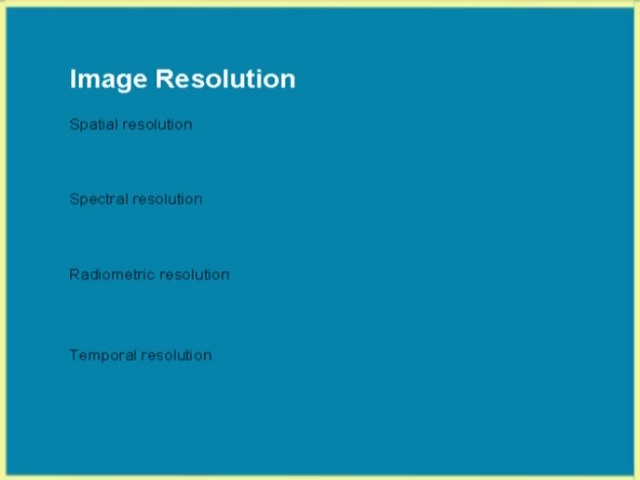 Image Resolution
Spatial resolution
Spectral resolution
Radiometric resolution
Temporal resolution